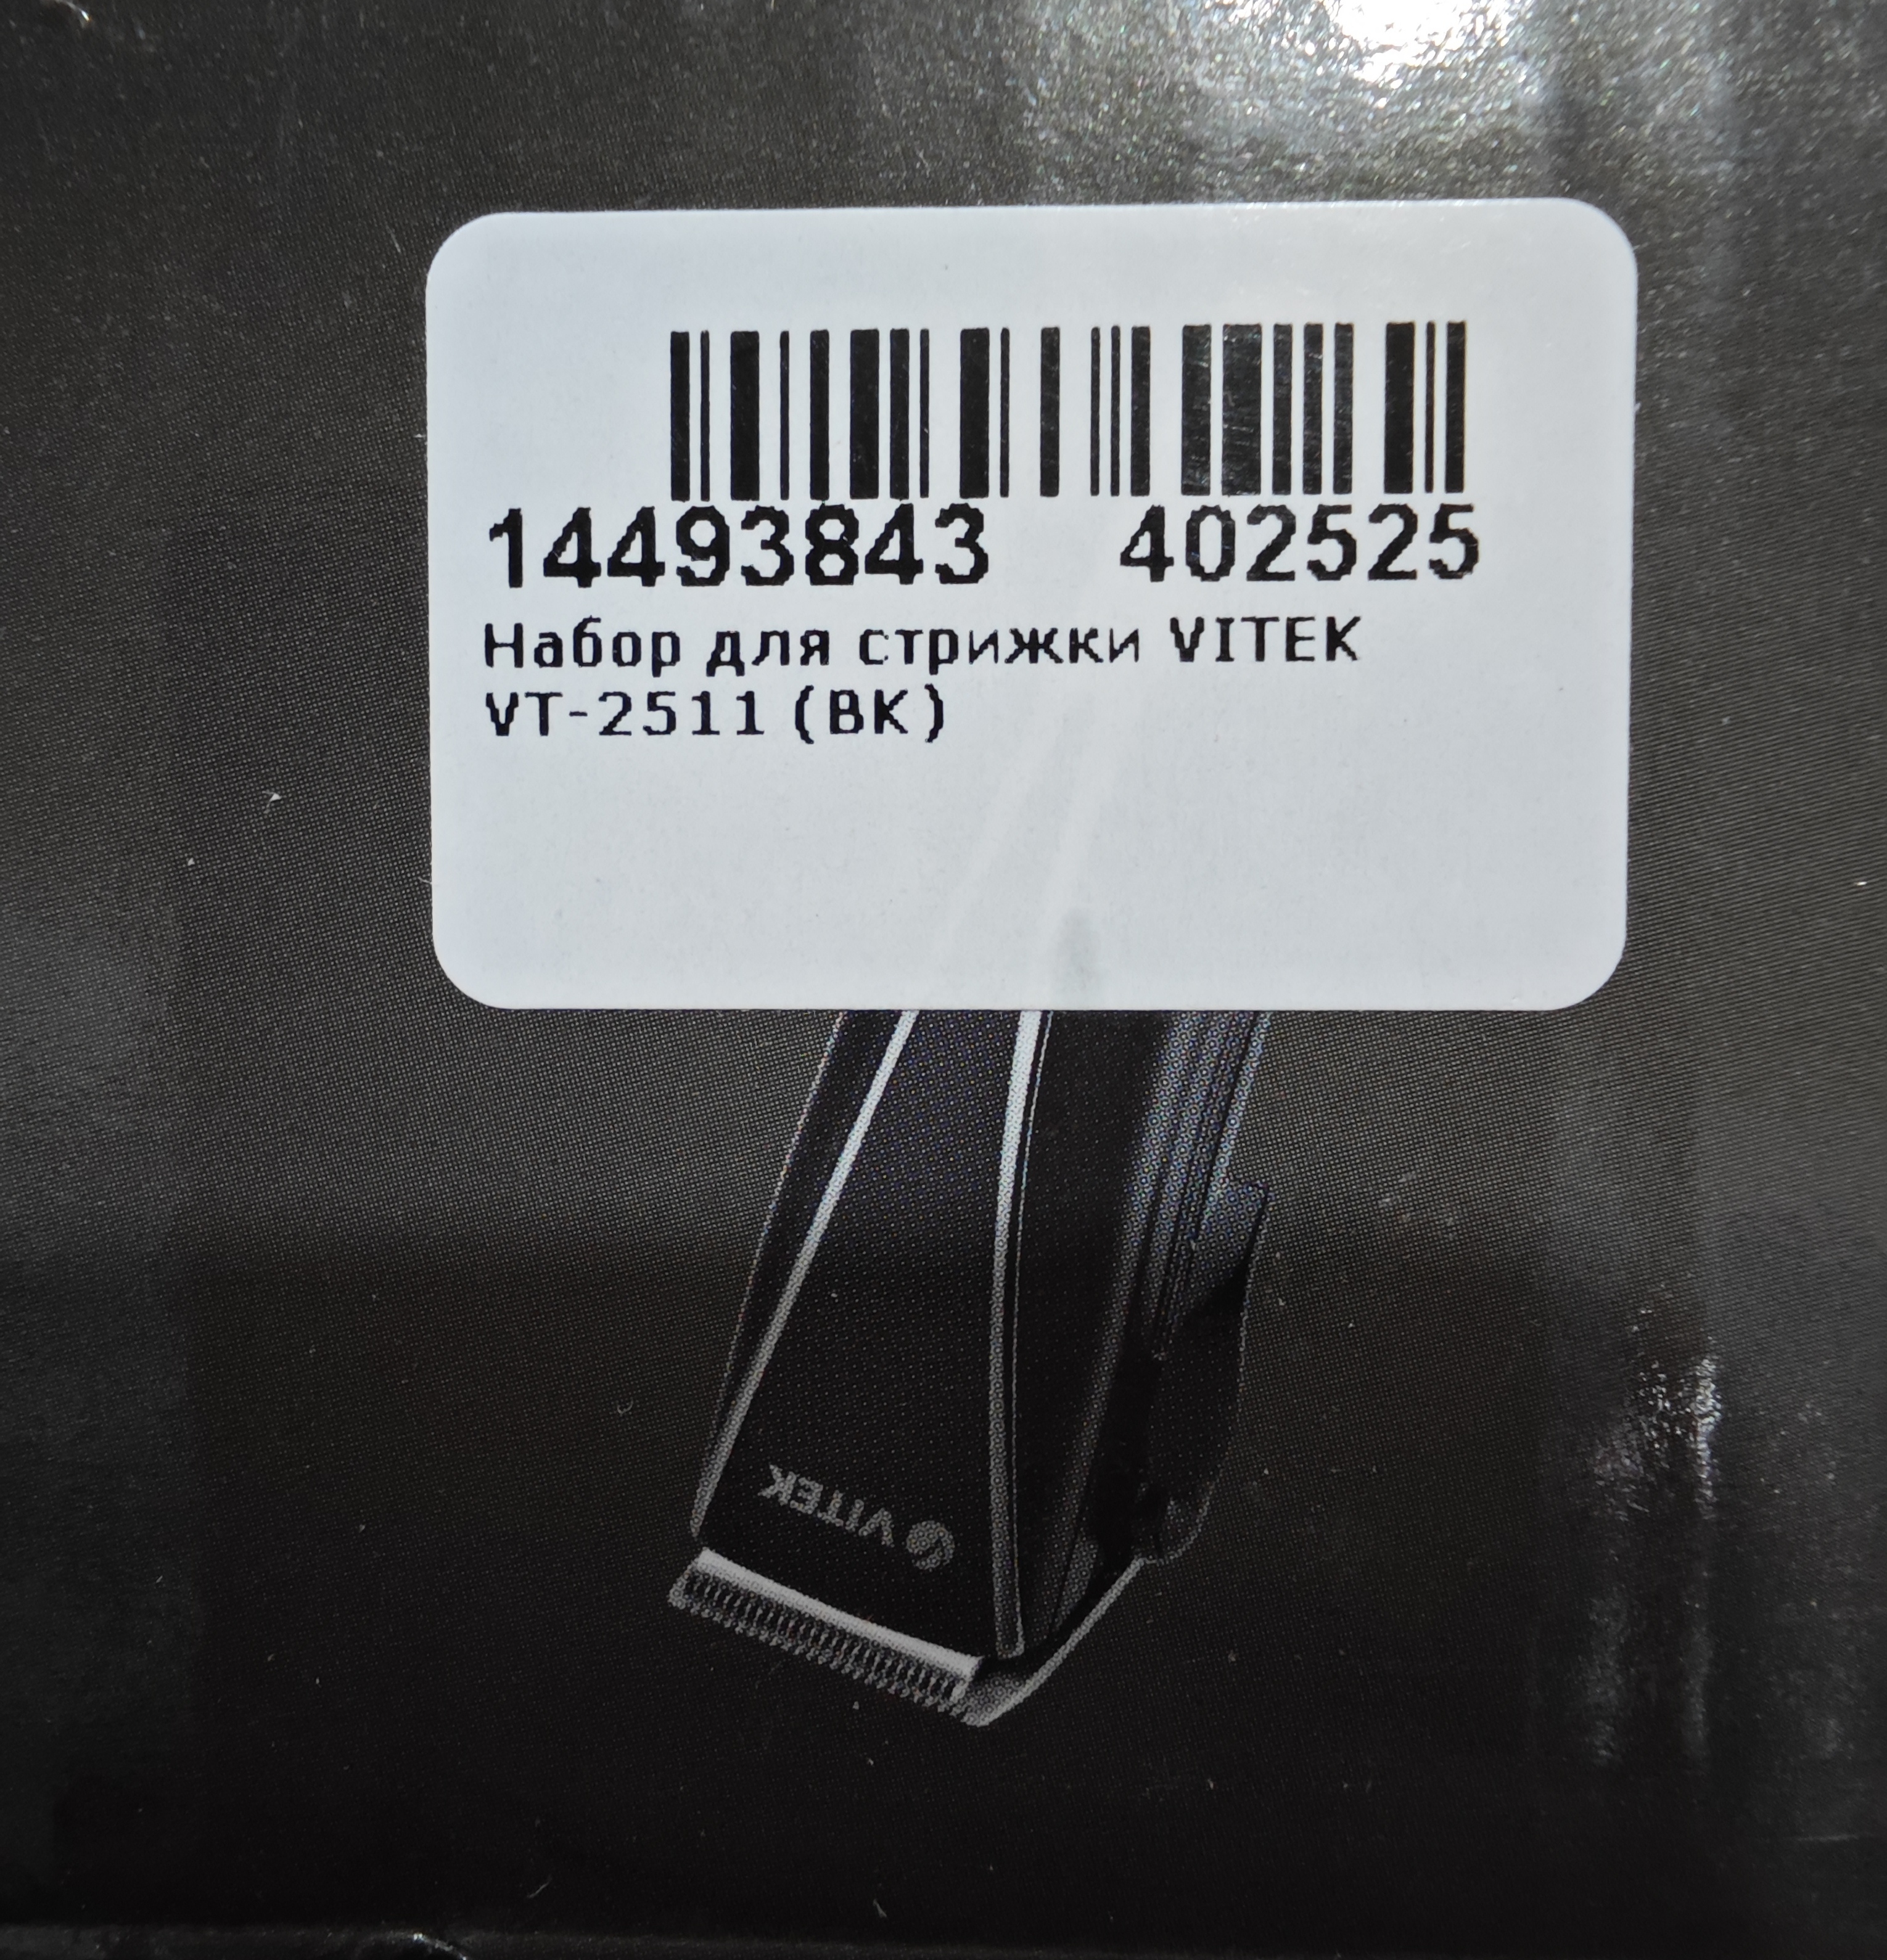 14493843 402525
Набор для стрижки VITEK
VT-2511 (BK)
VITEK